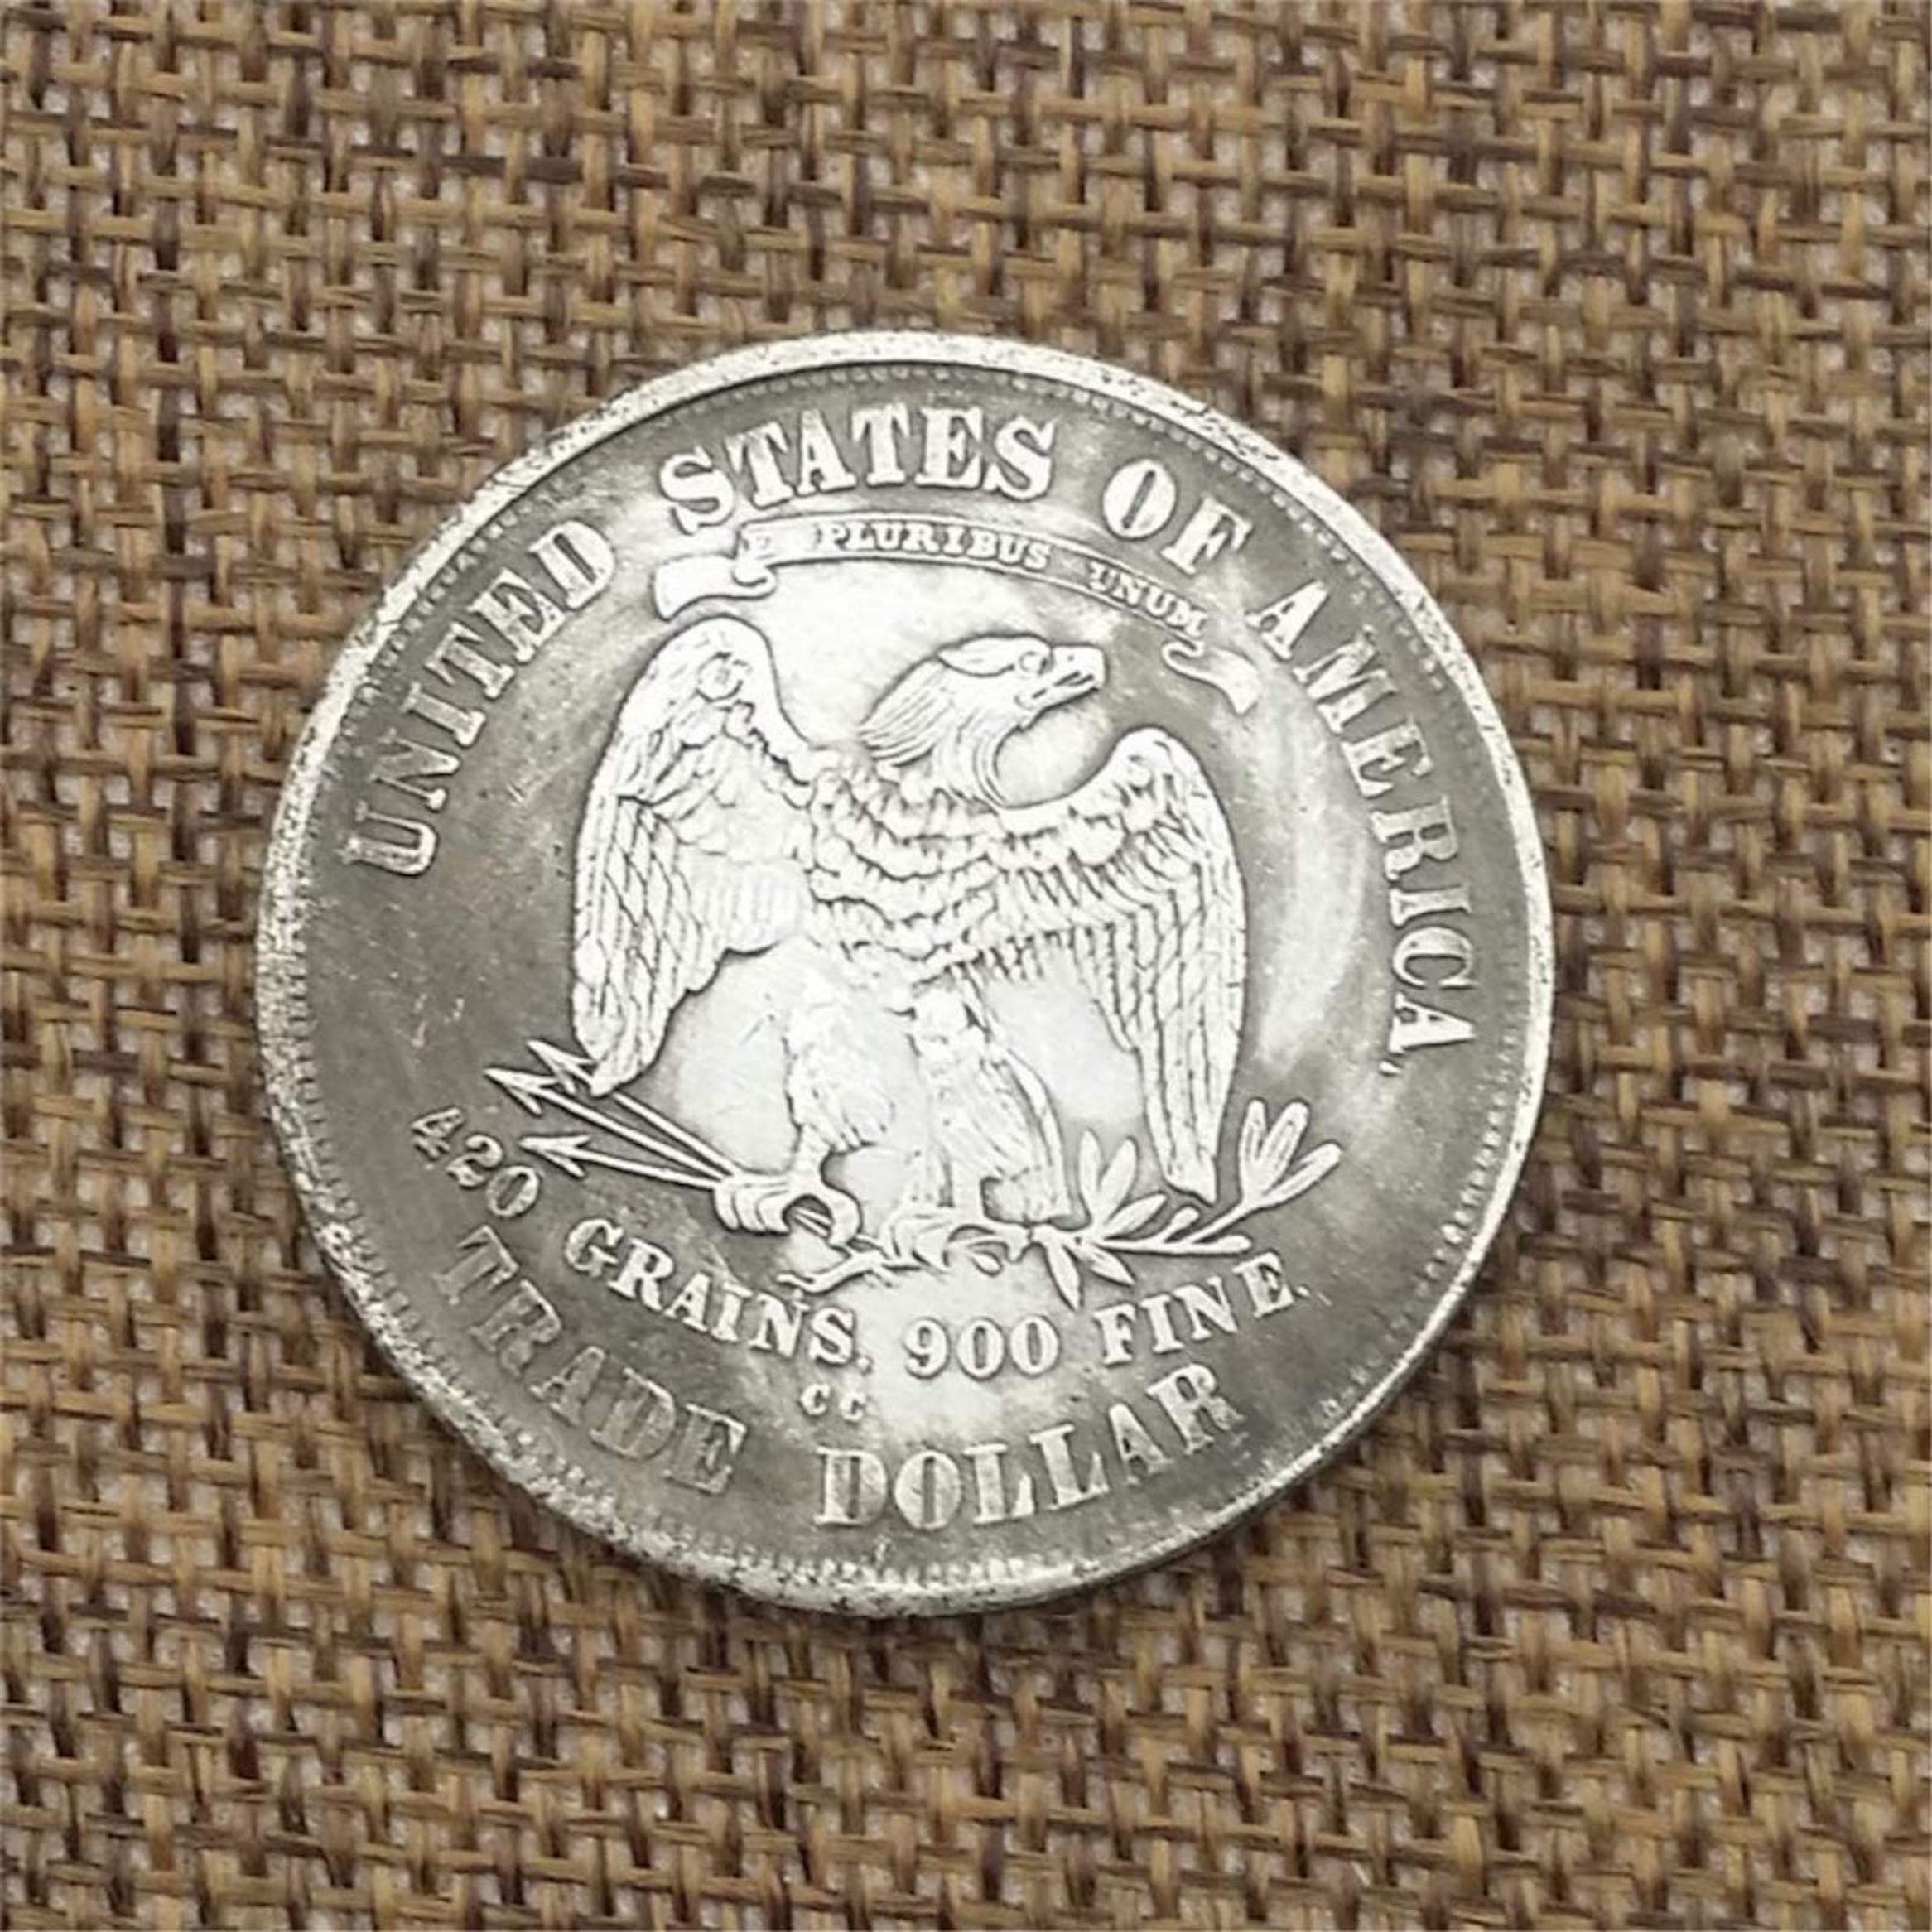 UNITED STATES OF AMERICA,
E PLURIBUS UNUM
420 GRAINS. 900 FINE.
CC
TRADE DOLLAR